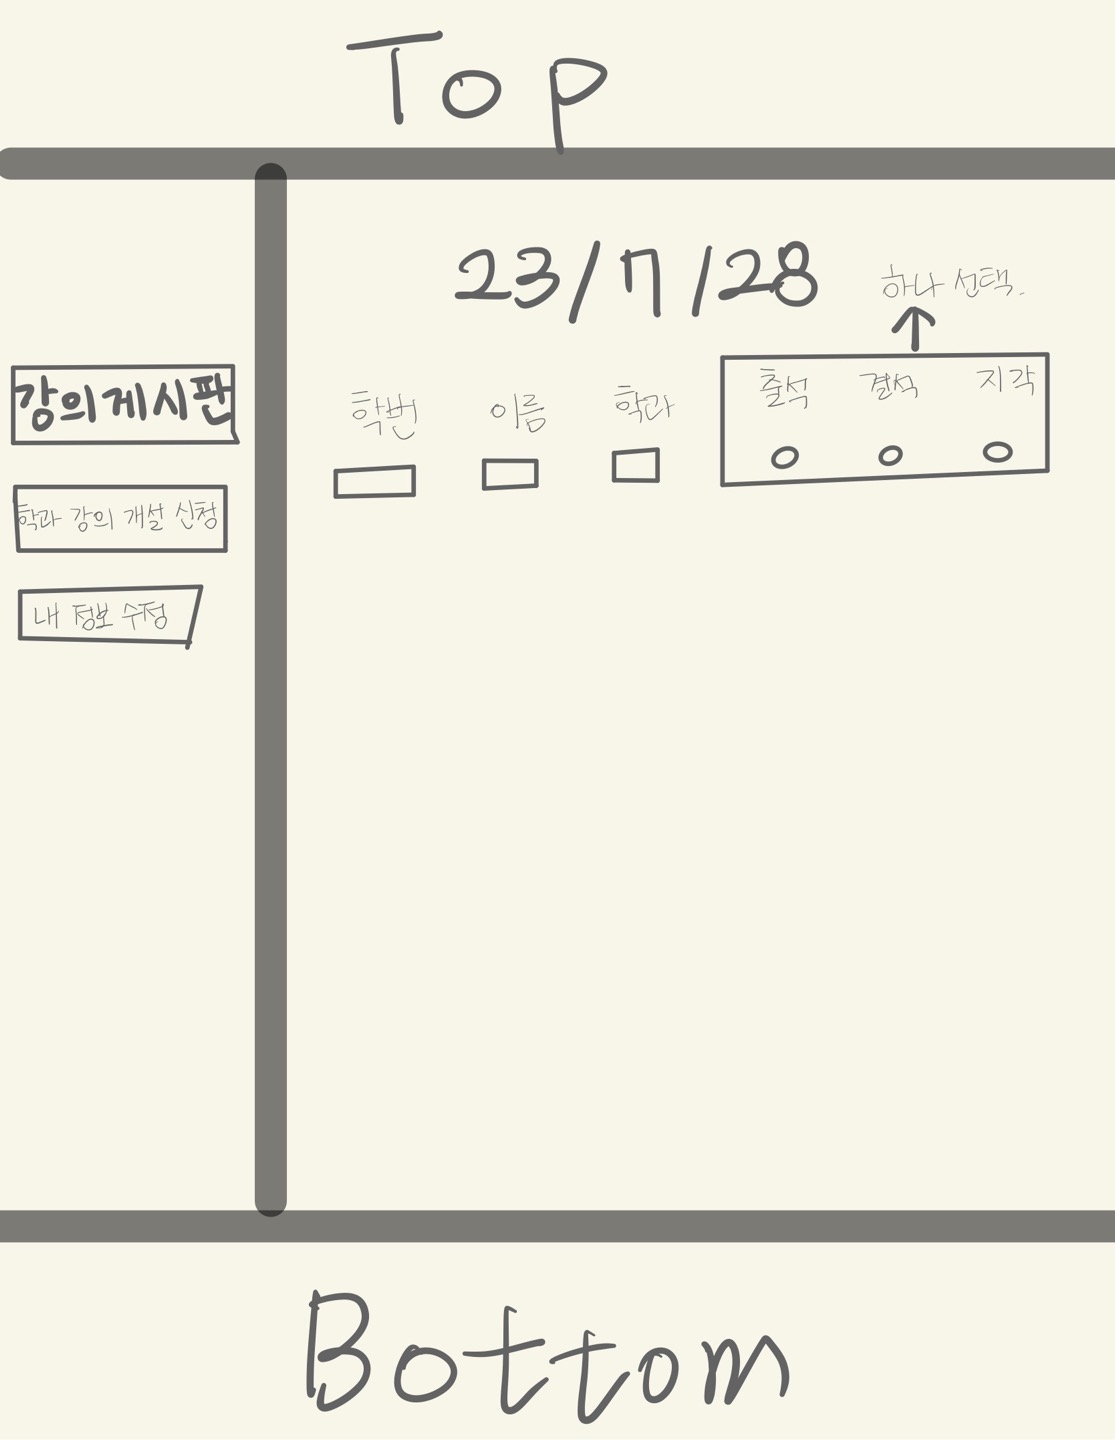 Top
23/7/28
하나 선택.
강의게시판
학번 이름 학과 출석 결석 지각
학과 강의 개설 신청
내 정보 수정
Bottom